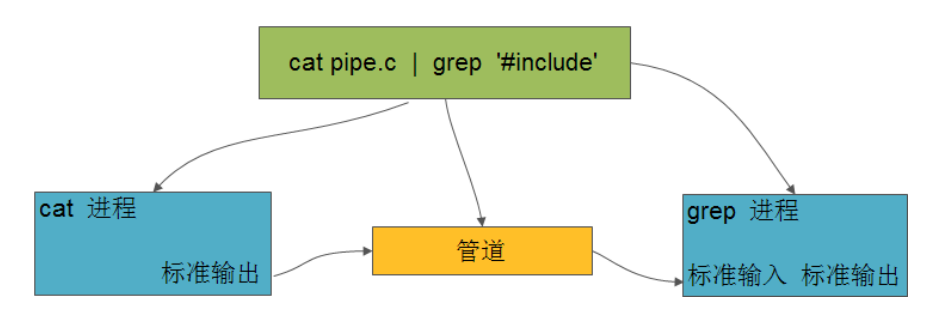 cat pipe.c | grep '#include'
cat 进程
标准输出
管道
grep 进程
标准输入 标准输出